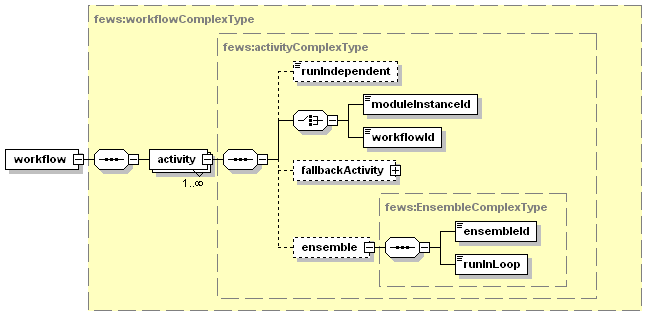 fews:workflowComplexType
fews:activityComplexType
runIndependent
moduleInstanceId
workflowId
workflow
activity
1..∞
fallbackActivity
fews:EnsembleComplexType
ensembleId
ensemble
runInLoop